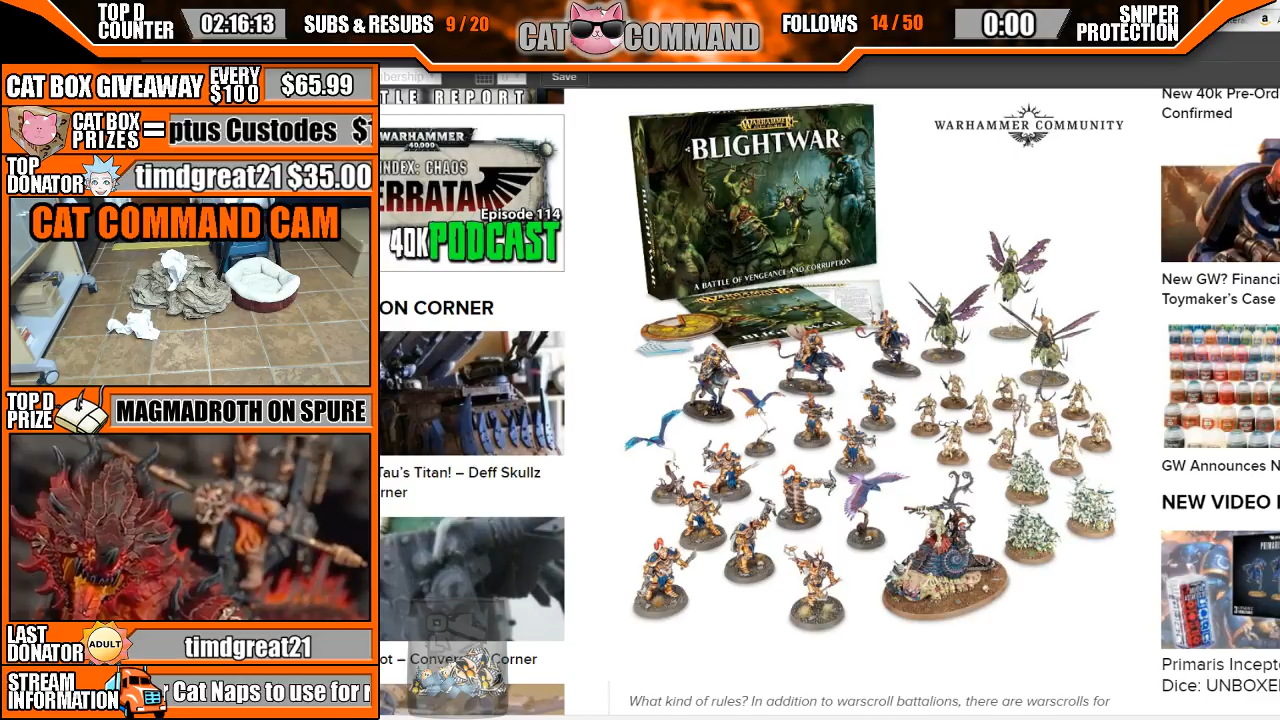 TOP D
COUNTER
02:16:13
SUBS & RESUBS 9 / 20
CAT COMMAND
FOLLOWS 14 / 50
0:00
SNIPER
PROTECTION
CAT BOX GIVEAWAY EVERY $100 $65.99
CAT BOX
PRIZES = ptus Custodes
TOP
DONATOR timdgreat21 $35.00
CAT COMMAND CAM
TOP D
PRIZE MAGMADROTH ON SPURE
LAST
DONATOR ADULT timdgreat21
STREAM
INFORMATION Cat Naps to use for
Save
TLE REPORT
WARHAMMER
40,000
INDEX: CHAOS
ERRATA
Episode 114
40K PODCAST
ON CORNER
Tau's Titan! – Deff Skullz
rner
ot – Conver Corner
WARHAMMER
BLIGHTWAR
A BATTLE OF VENGEANCE AND CORRUPTION
BLIGHTWAR
WARHAMMER COMMUNITY
What kind of rules? In addition to warscroll battalions, there are warscrolls for
New 40k Pre-Ord
Confirmed
New GW? Financi
Toymaker's Case
GW Announces N
NEW VIDEO
Primaris Incept
Dice: UNBOXE